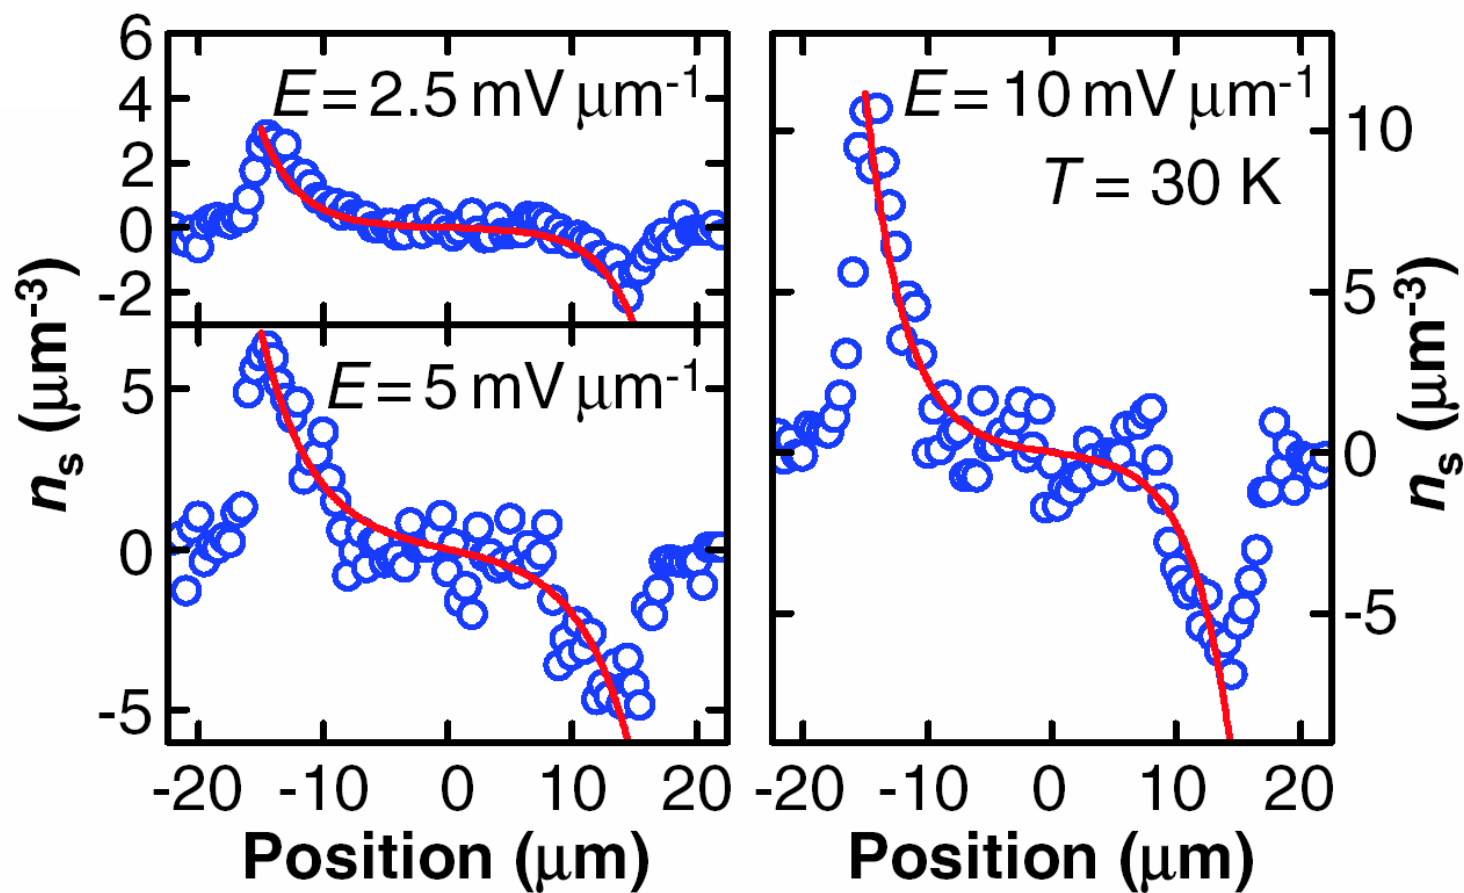 6
4
2
0
-2
E = 2.5 mV μm-1
5
0
-5
E = 5 mV μm-1
ns (μm-3)
-20 -10 0 10 20
Position (μm)
E = 10 mV μm-1
T = 30 K
10
5
0
-5
ns (μm-3)
-20 -10 0 10 20
Position (μm)